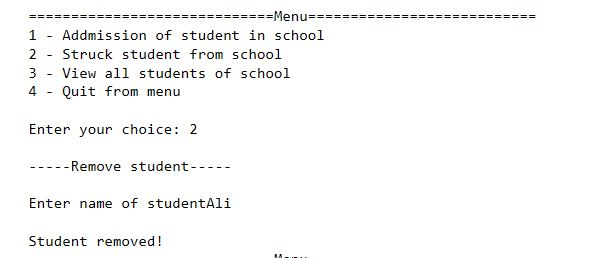 =============================Menu===========================
1 - Addmission of student in school
2 - Struck student from school
3 - View all students of school
4 - Quit from menu
Enter your choice: 2
-----Remove student-----
Enter name of studentAli
Student removed!
Menu